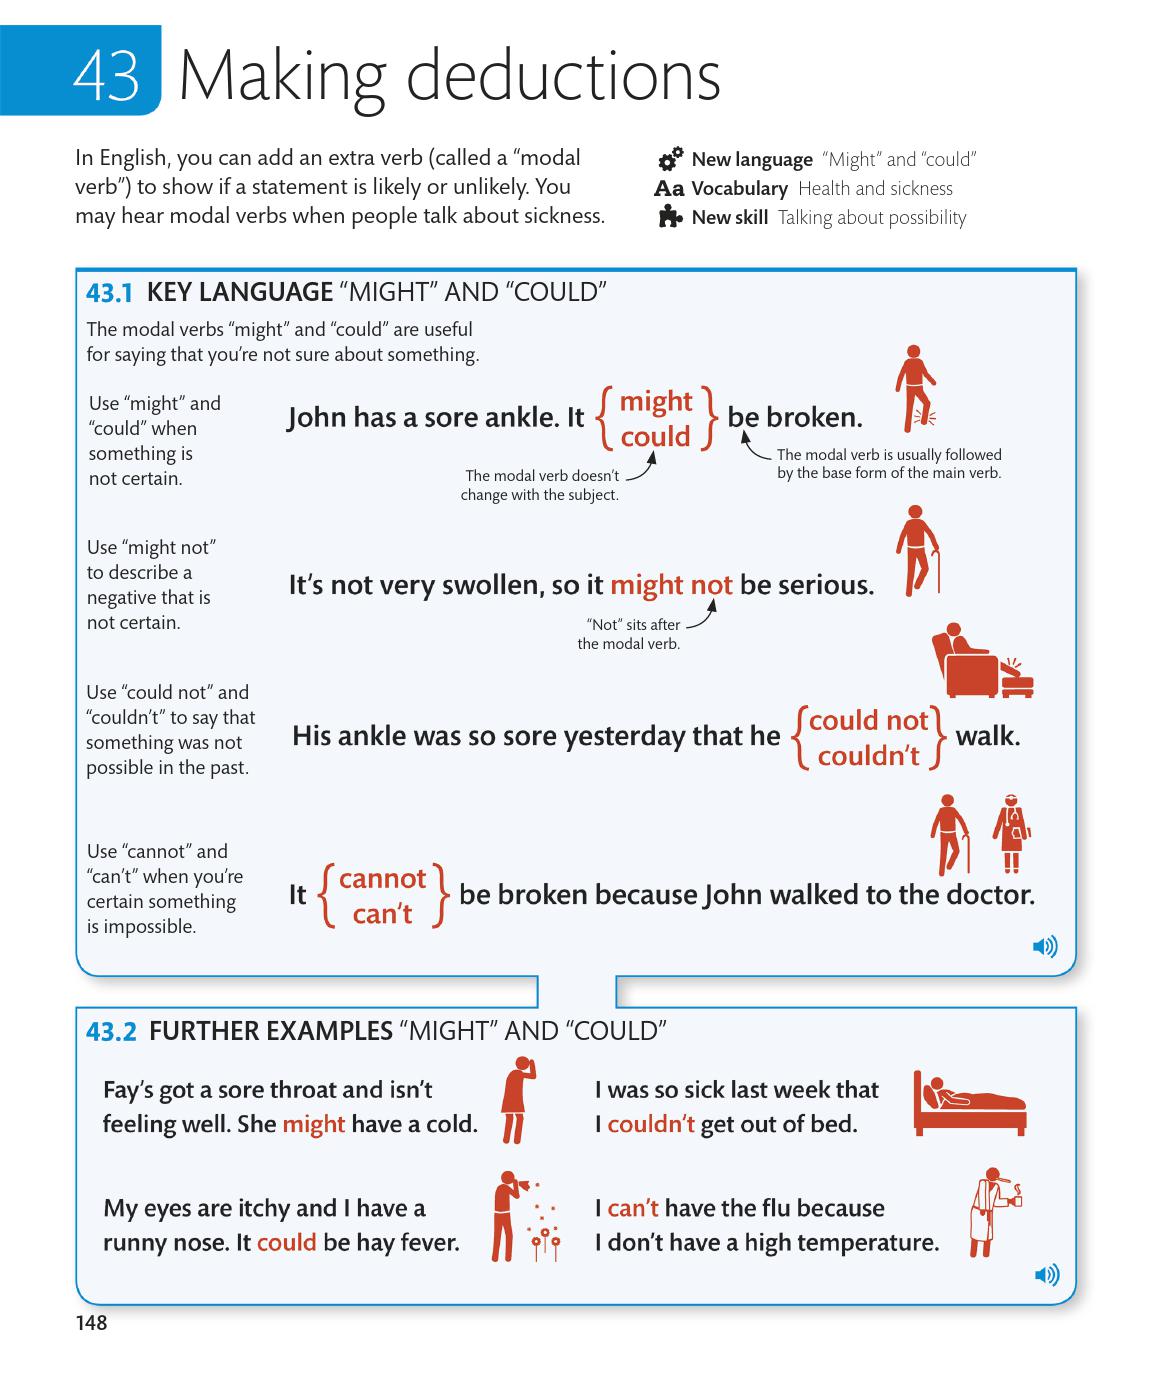 43 Making deductions
In English, you can add an extra verb (called a “modal
verb”) to show if a statement is likely or unlikely. You
may hear modal verbs when people talk about sickness.
New language “Might” and “could”
Aa Vocabulary Health and sickness
New skill Talking about possibility
43.1 KEY LANGUAGE “MIGHT” AND “COULD”
The modal verbs “might” and “could” are useful
for saying that you’re not sure about something.
Use “might” and
“could” when
something is
not certain.
John has a sore ankle. It { might
could } be broken.
The modal verb doesn’t
change with the subject.
The modal verb is usually followed
by the base form of the main verb.
Use “might not”
to describe a
negative that is
not certain.
It’s not very swollen, so it might not be serious.
“Not” sits after
the modal verb.
Use “could not” and
“couldn’t” to say that
something was not
possible in the past.
His ankle was so sore yesterday that he { could not
couldn’t } walk.
Use “cannot” and
“can’t” when you’re
certain something
is impossible.
It { cannot
can’t } be broken because John walked to the doctor.
43.2 FURTHER EXAMPLES “MIGHT” AND “COULD”
Fay’s got a sore throat and isn’t
feeling well. She might have a cold.
I was so sick last week that
I couldn’t get out of bed.
My eyes are itchy and I have a
runny nose. It could be hay fever.
I can’t have the flu because
I don’t have a high temperature.
148